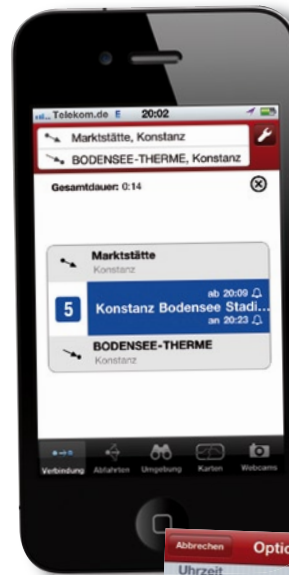 Telekom.de E 20:02
Marktstätte, Konstanz
BODENSEE-THERME, Konstanz
Gesamtdauer: 0:14
Marktstätte
Konstanz
ab 20:09
5 Konstanz Bodensee Stadi...
an 20:23
BODENSEE-THERME
Konstanz
Verbindung Abfahrten Umgebung Karten Webcams
Abbrechen Optio
Uhrzeit